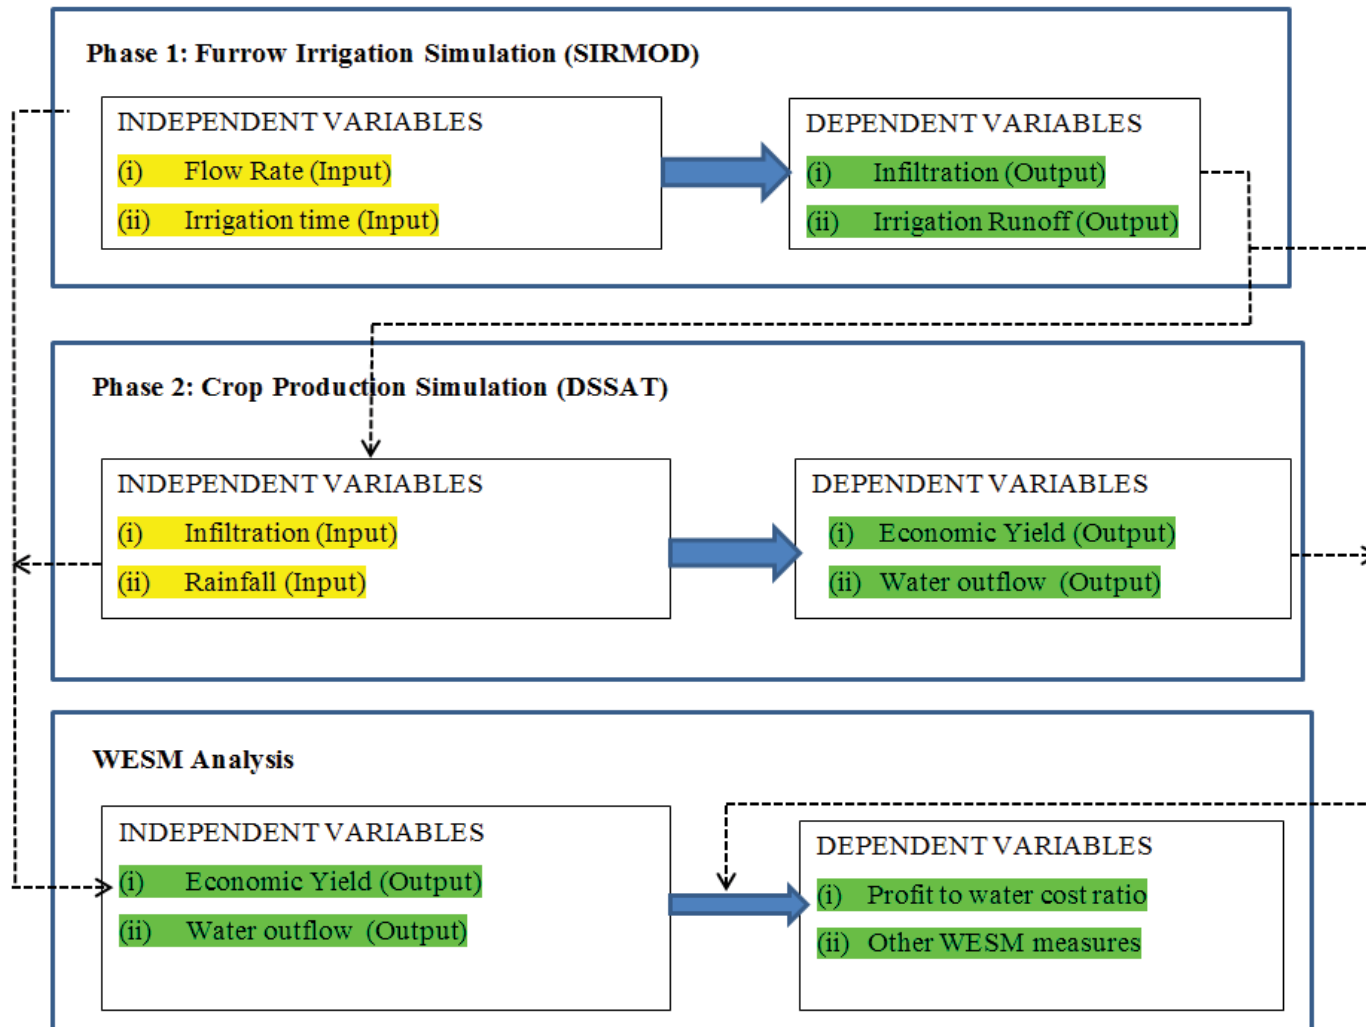 Phase 1: Furrow Irrigation Simulation (SIRMOD)
INDEPENDENT VARIABLES
(i) Flow Rate (Input)
(ii) Irrigation time (Input)
DEPENDENT VARIABLES
(i) Infiltration (Output)
(ii) Irrigation Runoff (Output)
Phase 2: Crop Production Simulation (DSSAT)
INDEPENDENT VARIABLES
(i) Infiltration (Input)
(ii) Rainfall (Input)
DEPENDENT VARIABLES
(i) Economic Yield (Output)
(ii) Water outflow (Output)
WESM Analysis
INDEPENDENT VARIABLES
(i) Economic Yield (Output)
(ii) Water outflow (Output)
DEPENDENT VARIABLES
(i) Profit to water cost ratio
(ii) Other WESM measures